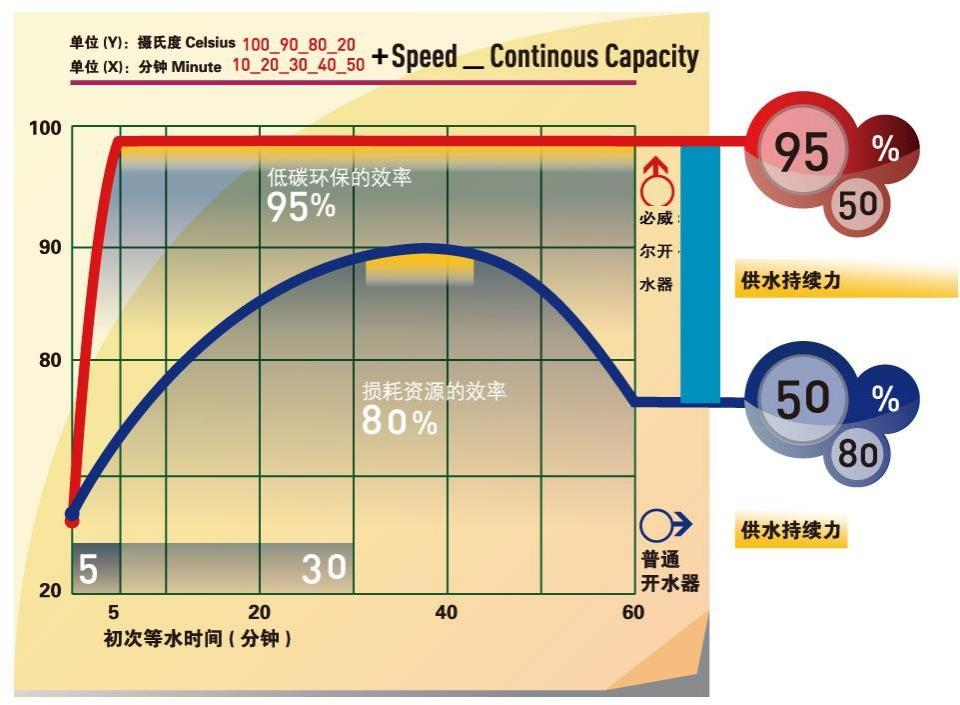 单位(Y): 摄氏度 Celsius 100_90_80_20
单位(X): 分钟 Minute 10_20_30_40_50
+Speed _ Continous Capacity
100
90
80
20
低碳环保的效率
95%
损耗资源的效率
80%
5
30
必威
尔开
水器
普通
开水器
5
20
40
60
初次等水时间(分钟)
95
%
50
供水持续力
50
%
80
供水持续力